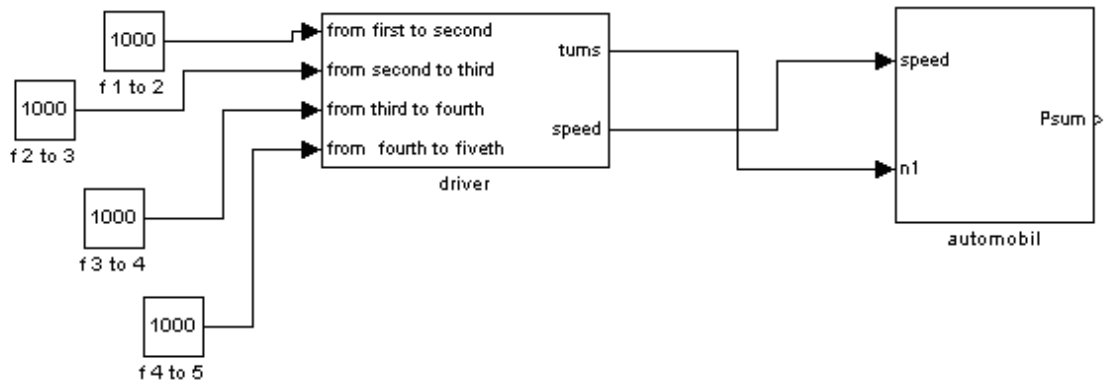 1000
f 1 to 2
1000
f 2 to 3
1000
f 3 to 4
1000
f 4 to 5
from first to second
from second to third
from third to fourth
from fourth to fiveth
turns
speed
driver
speed
n1
Psum
automobil